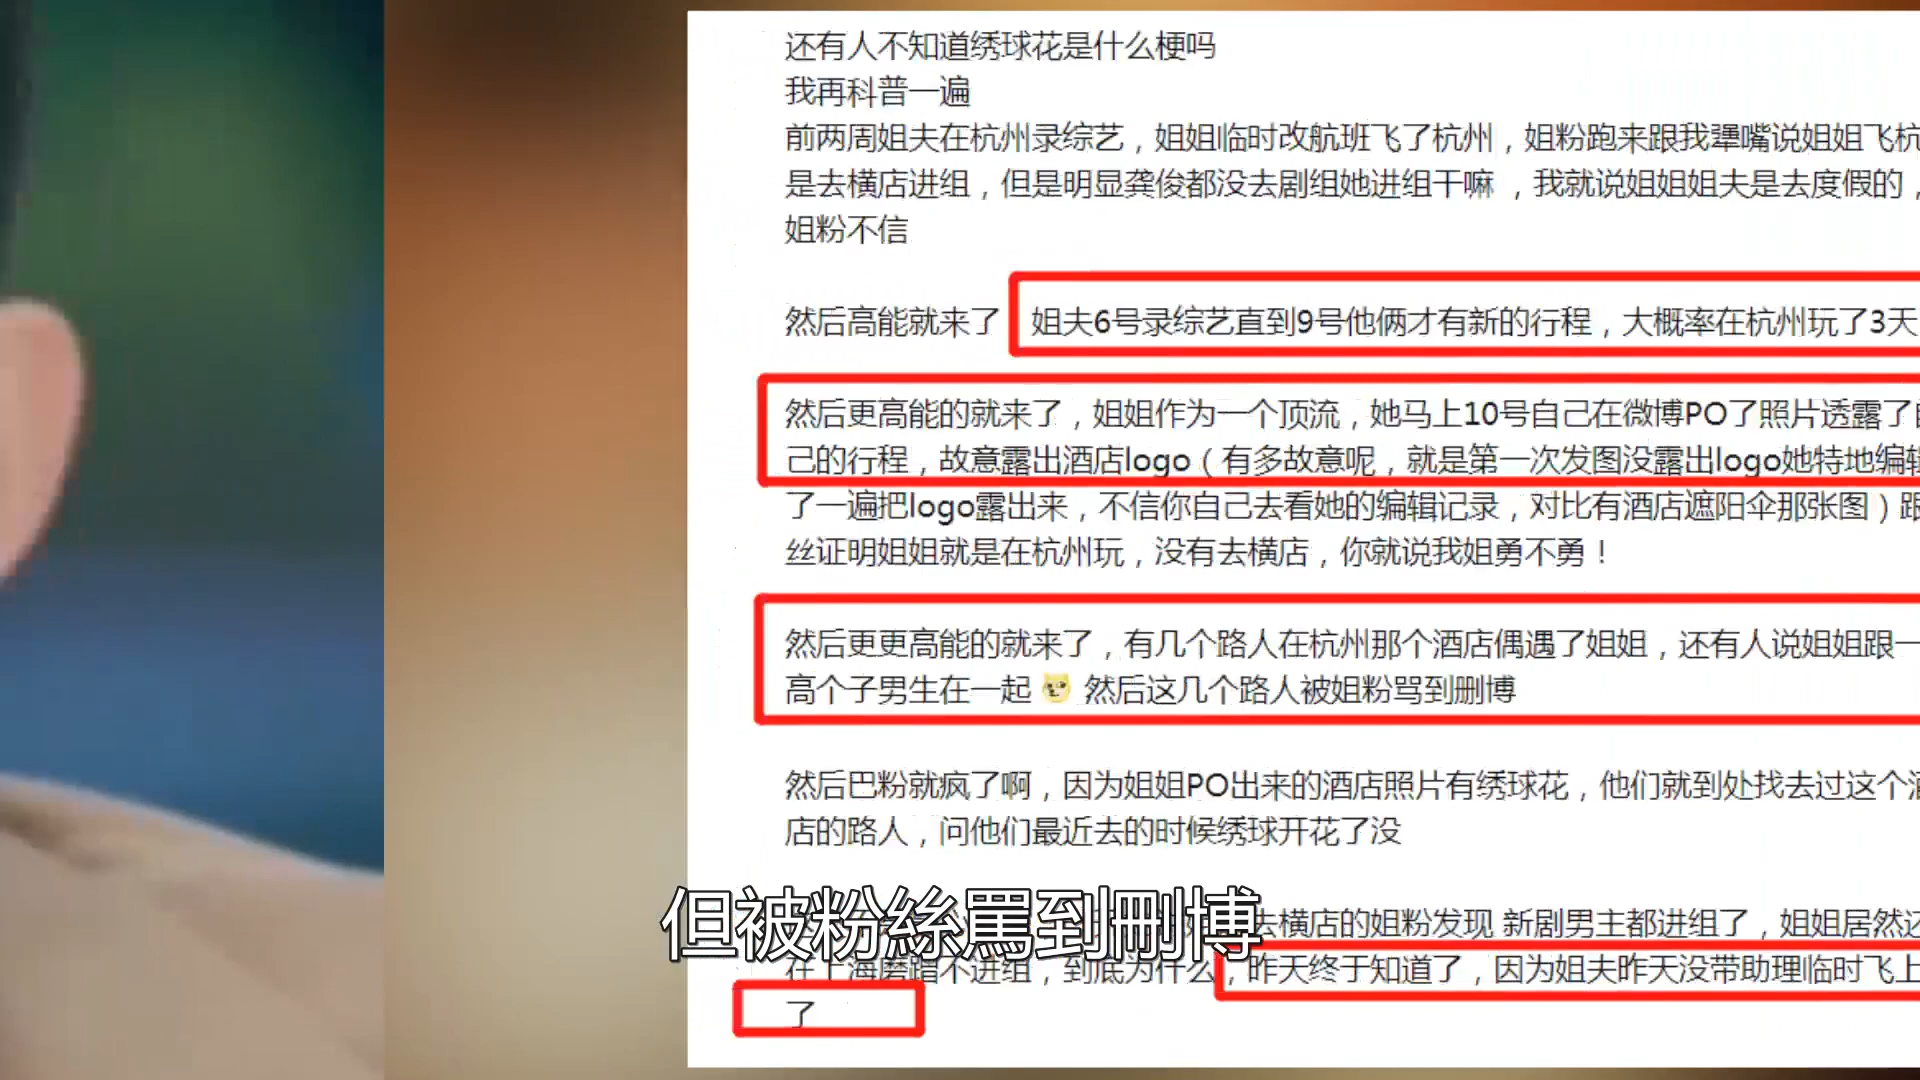 还有人不知道绣球花是什么梗吗
我再科普一遍
前两周姐夫在杭州录综艺，姐姐临时改航班飞了杭州，姐粉跑来跟我犟嘴说姐姐飞杭
是去横店进组，但是明显龚俊都没去剧组她进组干嘛 ，我就说姐姐姐夫是去度假的，
姐粉不信
然后高能就来了 姐夫6号录综艺直到9号他俩才有新的行程，大概率在杭州玩了3天
然后更高能的就来了，姐姐作为一个顶流，她马上10号自己在微博PO了照片透露了
己的行程，故意露出酒店logo（有多故意呢，就是第一次发图没露出logo她特地编辑
了一遍把logo露出来，不信你自己去看她的编辑记录，对比有酒店遮阳伞那张图）跟
丝证明姐姐就是在杭州玩，没有去横店，你就说我姐勇不勇！
然后更更高能的就来了，有几个路人在杭州那个酒店偶遇了姐姐，还有人说姐姐跟一
高个子男生在一起 然后这几个路人被姐粉骂到删博
然后巴粉就疯了啊，因为姐姐PO出来的酒店照片有绣球花，他们就到处找去过这个酒
店的路人，问他们最近去的时候绣球开花了没
去横店的姐粉发现 新剧男主都进组了，姐姐居然还
在上海磨蹭不进组，到底为什么，昨天终于知道了，因为姐夫昨天没带助理临时飞上
了
但被粉絲罵到刪博